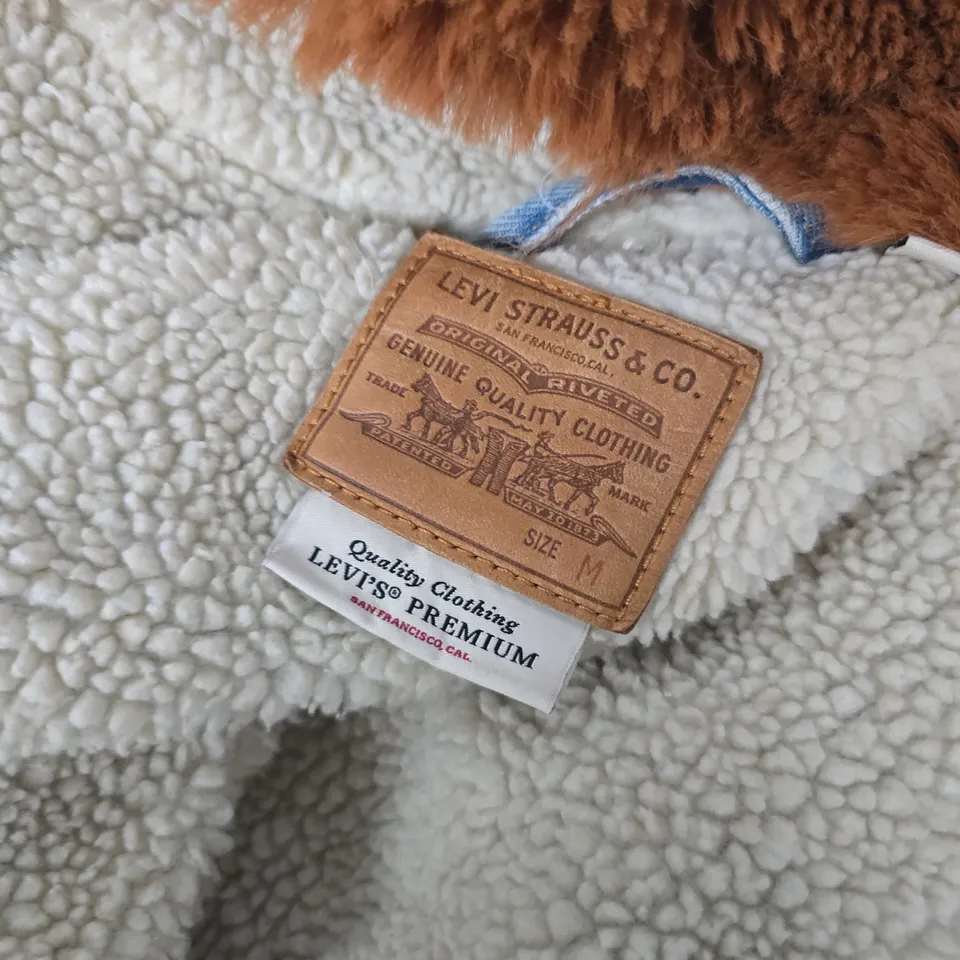 LEVI STRAUSS & CO.
SAN FRANCISCO, CAL.
ORIGINAL RIVETED
GENUINE QUALITY CLOTHING
TRADE MARK
PATENTED MAY 20 1873
SIZE M
Quality Clothing
LEVI'S® PREMIUM
SAN FRANCISCO, CAL.